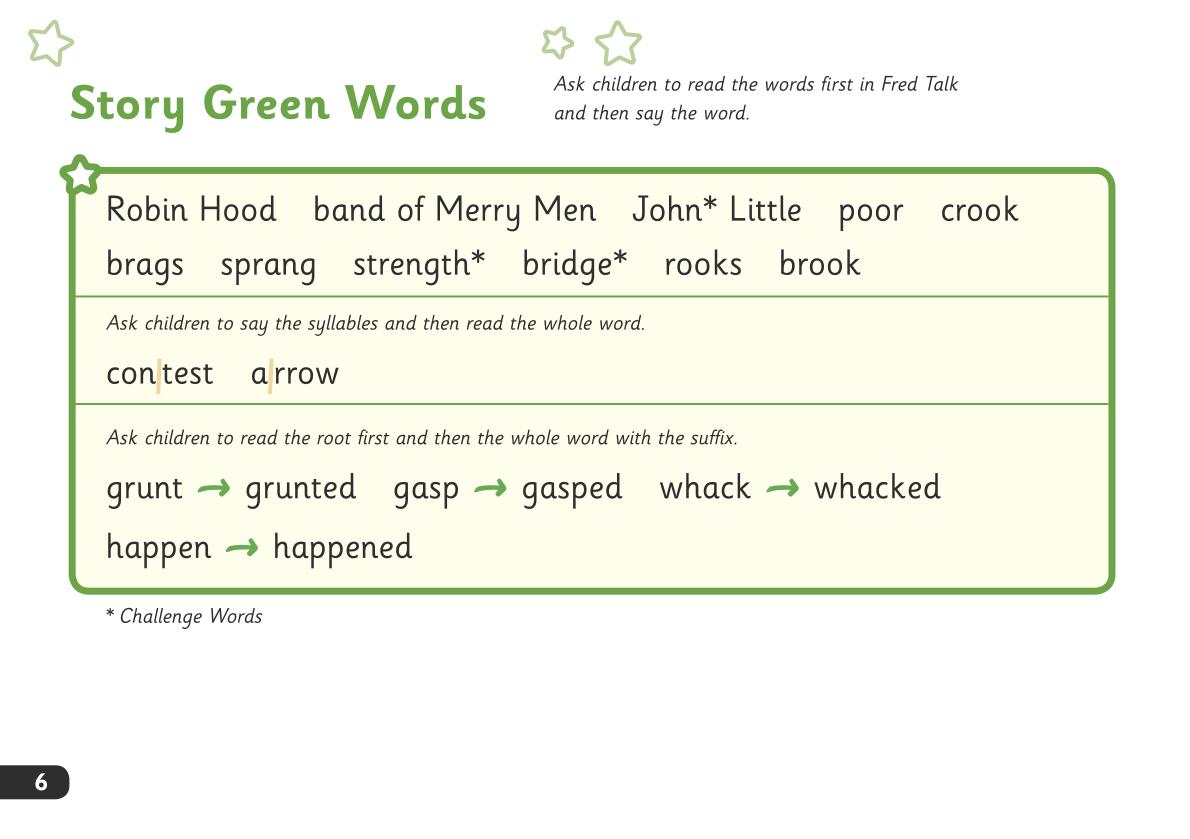 Story Green Words
Ask children to read the words first in Fred Talk
and then say the word.
Robin Hood band of Merry Men John* Little poor crook
brags sprang strength* bridge* rooks brook
Ask children to say the syllables and then read the whole word.
con|test a|rrow
Ask children to read the root first and then the whole word with the suffix.
grunt → grunted gasp → gasped whack → whacked
happen → happened
* Challenge Words
6